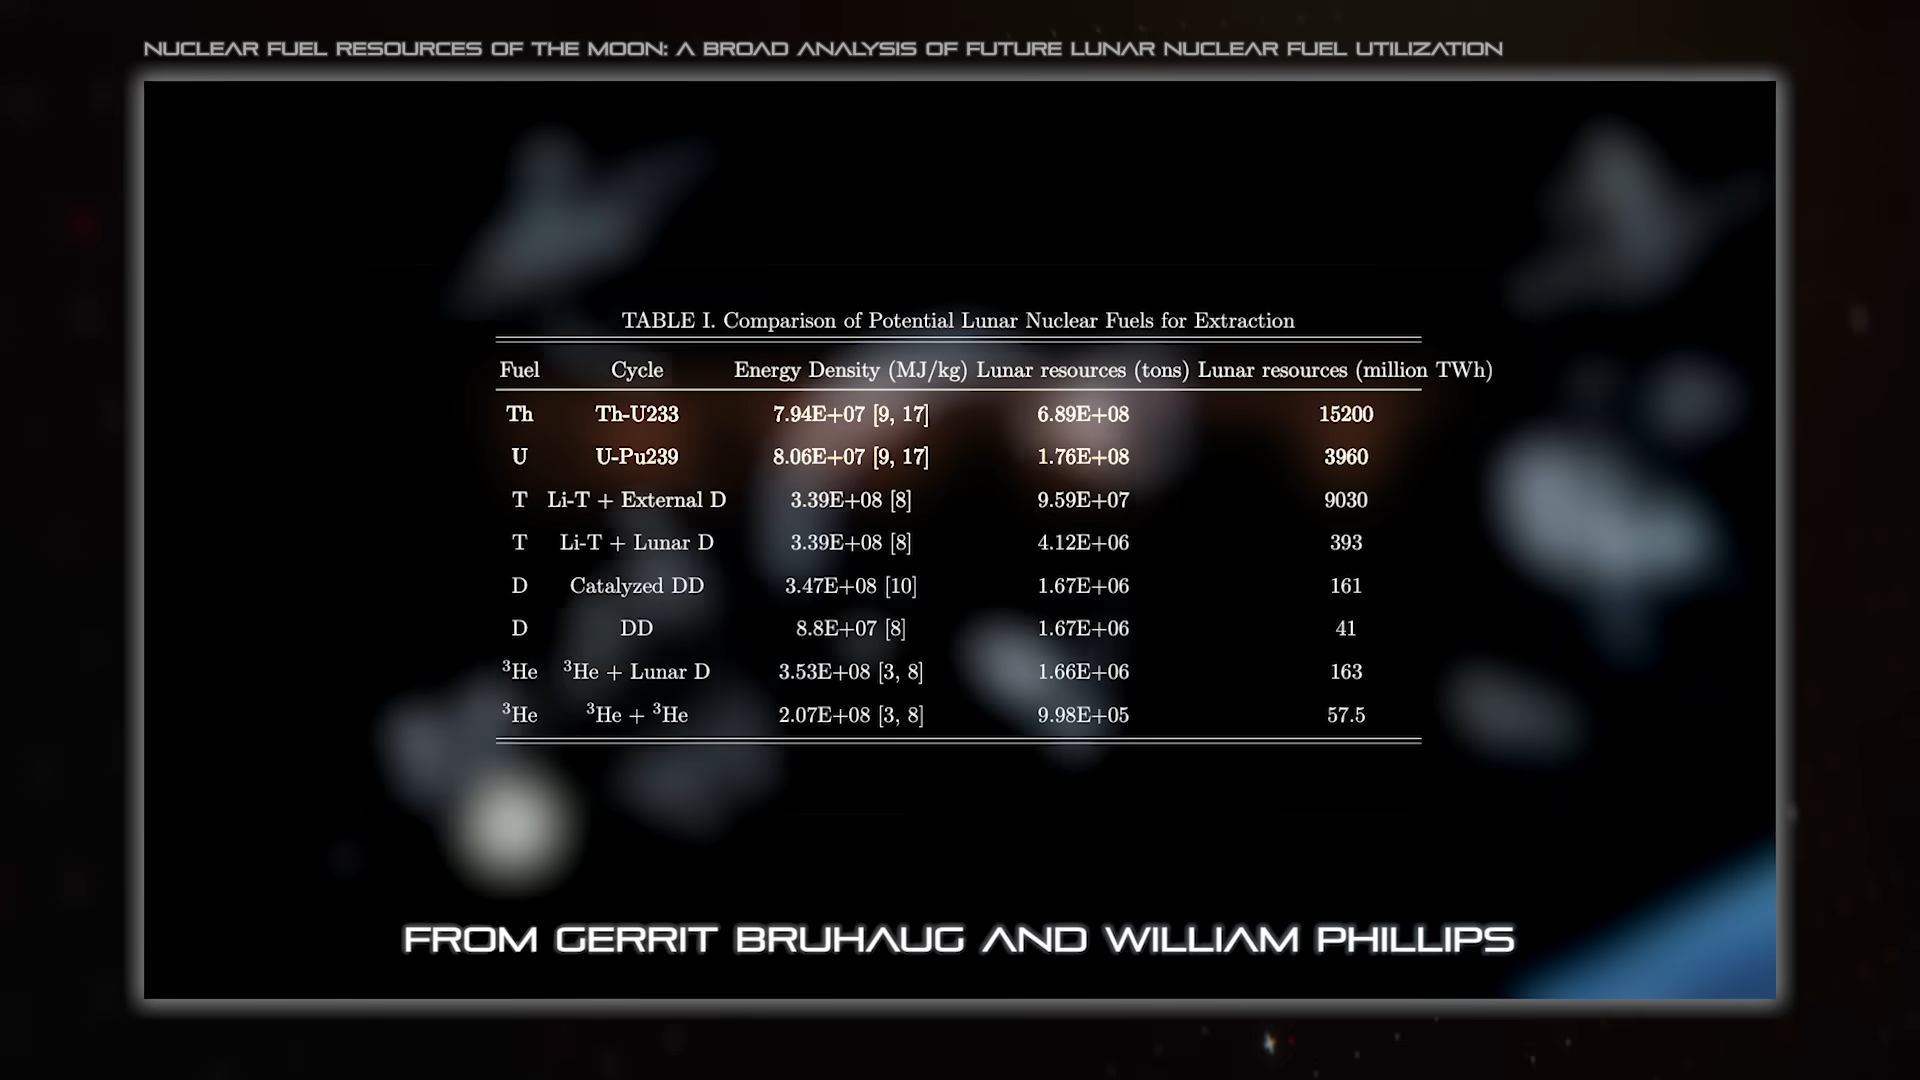 NUCLEAR FUEL RESOURCES OF THE MOON: A BROAD ANALYSIS OF FUTURE LUNAR NUCLEAR FUEL UTILIZATION
TABLE I. Comparison of Potential Lunar Nuclear Fuels for Extraction
Fuel Cycle Energy Density (MJ/kg) Lunar resources (tons) Lunar resources (million TWh)
Th Th-U233 7.94E+07 [9, 17] 6.89E+08 15200
U U-Pu239 8.06E+07 [9, 17] 1.76E+08 3960
T Li-T + External D 3.39E+08 [8] 9.59E+07 9030
T Li-T + Lunar D 3.39E+08 [8] 4.12E+06 393
D Catalyzed DD 3.47E+08 [10] 1.67E+06 161
D DD 8.8E+07 [8] 1.67E+06 41
³He ³He + Lunar D 3.53E+08 [3, 8] 1.66E+06 163
³He ³He + ³He 2.07E+08 [3, 8] 9.98E+05 57.5
FROM GERRIT BRUHAUG AND WILLIAM PHILLIPS